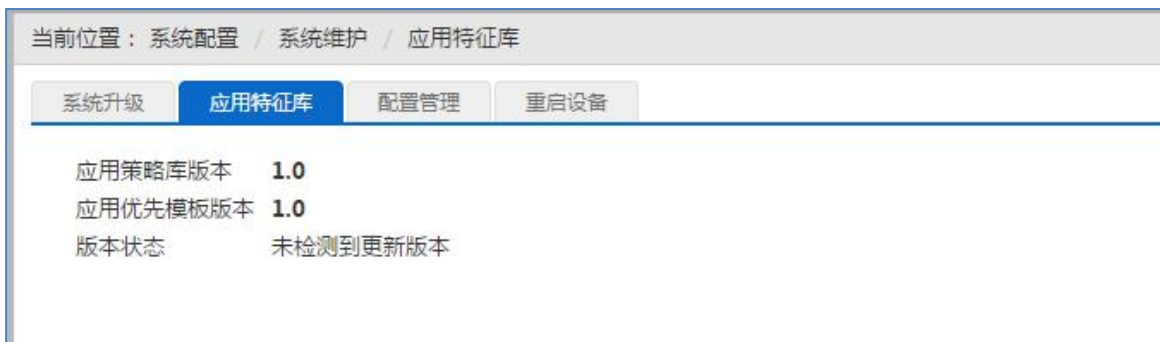 当前位置： 系统配置 / 系统维护 / 应用特征库
系统升级 应用特征库 配置管理 重启设备
应用策略库版本 1.0
应用优先模板版本 1.0
版本状态 未检测到更新版本